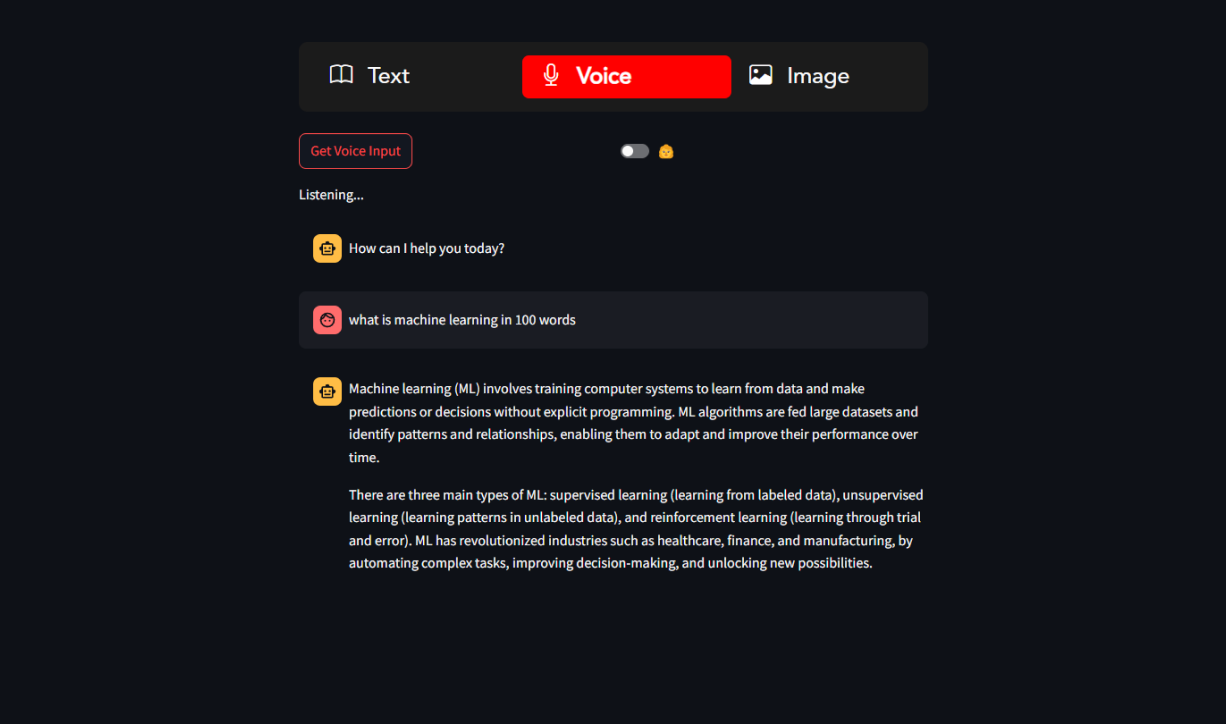 Text
Voice
Image
Get Voice Input
Listening...
How can I help you today?
what is machine learning in 100 words
Machine learning (ML) involves training computer systems to learn from data and make
predictions or decisions without explicit programming. ML algorithms are fed large datasets and
identify patterns and relationships, enabling them to adapt and improve their performance over
time.
There are three main types of ML: supervised learning (learning from labeled data), unsupervised
learning (learning patterns in unlabeled data), and reinforcement learning (learning through trial
and error). ML has revolutionized industries such as healthcare, finance, and manufacturing, by
automating complex tasks, improving decision-making, and unlocking new possibilities.